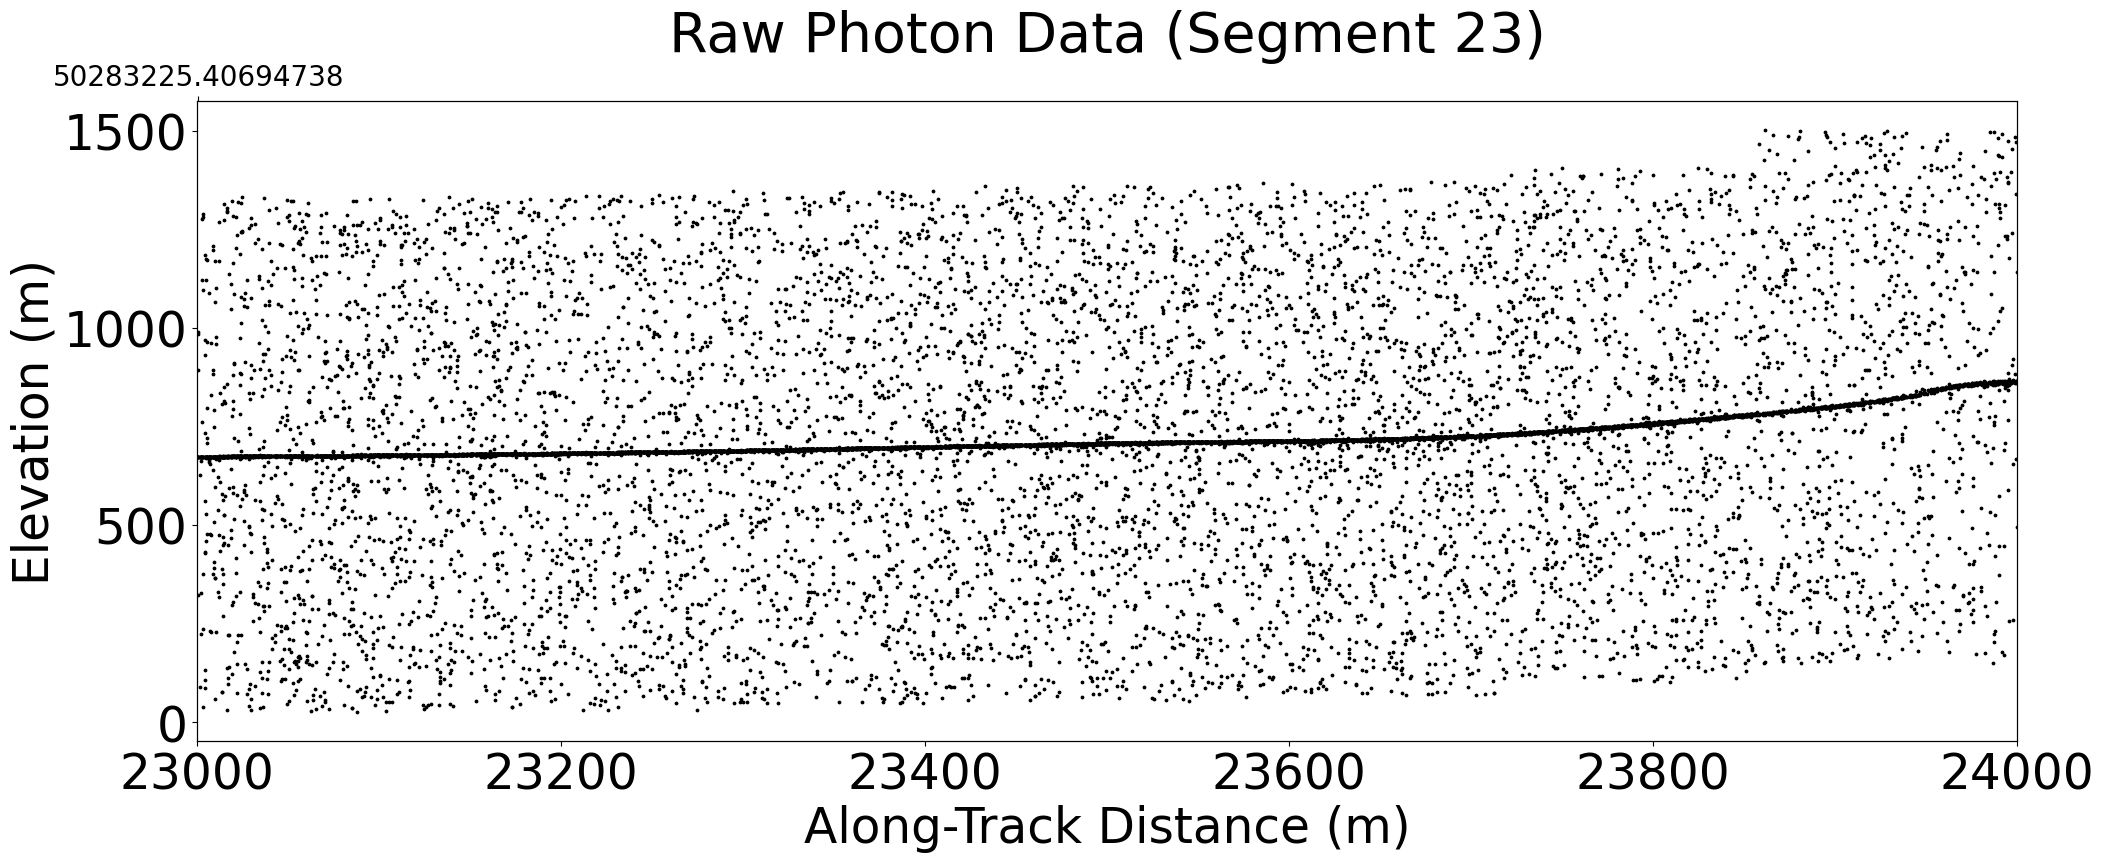 Raw Photon Data (Segment 23)
50283225.40694738
1500
1000
500
0
Elevation (m)
23000 23200 23400 23600 23800 24000
Along-Track Distance (m)